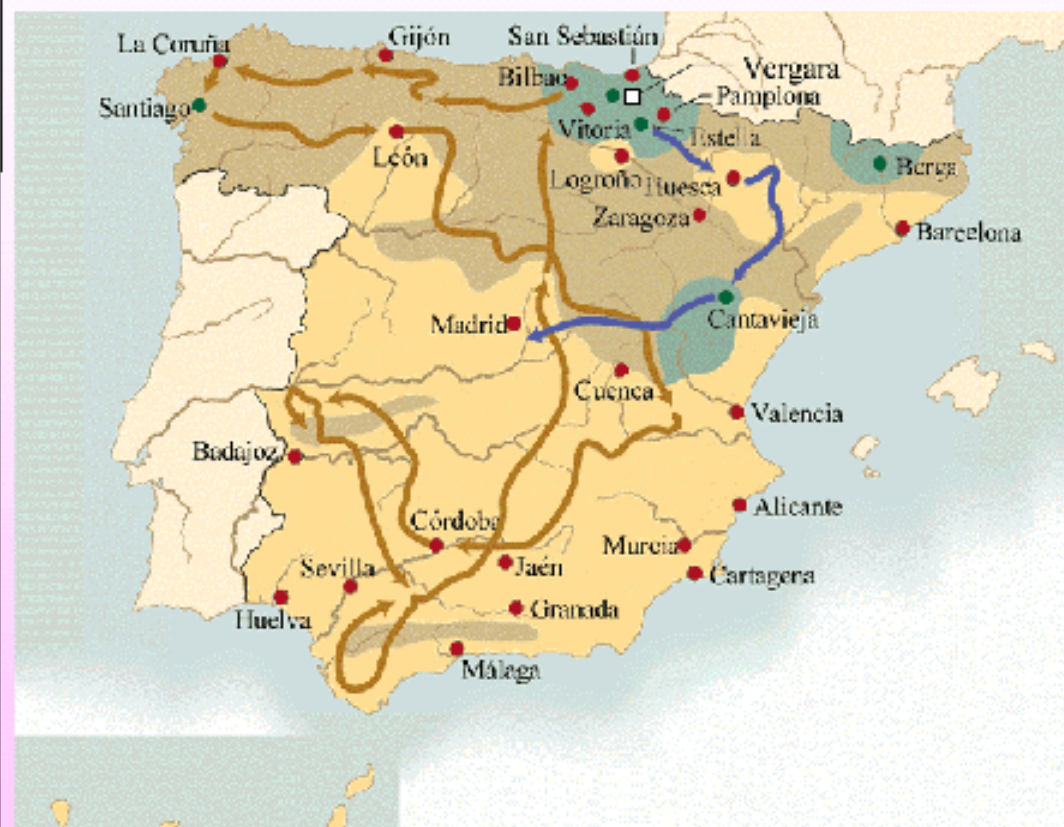 La Coruña
Gijón
San Sebastián
Bilbao
Vergara
Santiago
Pamplona
Vitoria
Estella
León
Berga
Logroño
Huesca
Zaragoza
Barcelona
Madrid
Cantavieja
Cuenca
Valencia
Badajoz
Alicante
Córdoba
Murcia
Sevilla
Jaén
Cartagena
Huelva
Granada
Málaga